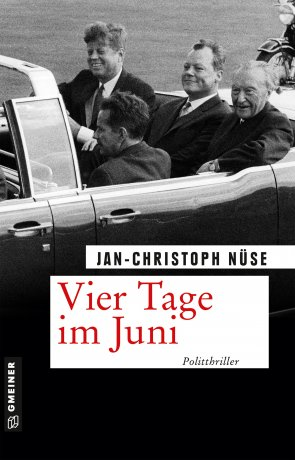 JAN-CHRISTOPH NÜSE
Vier Tage
im Juni
Politthriller
GMEINER